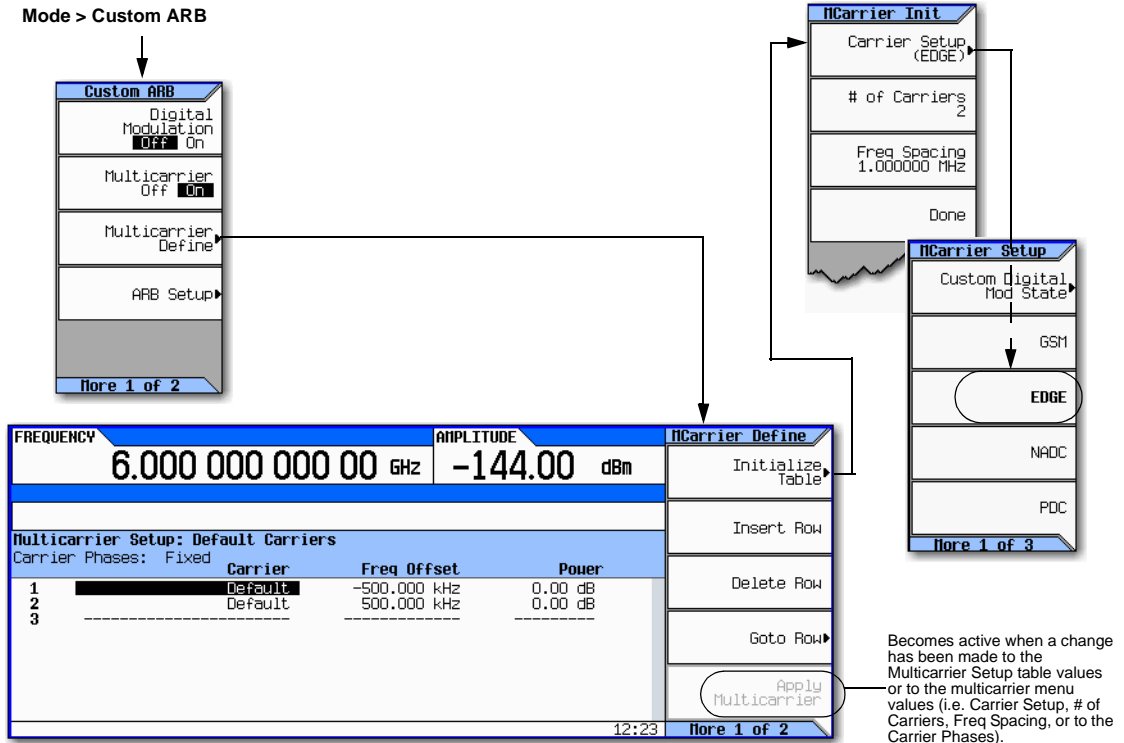 Mode > Custom ARB
Custom ARB
Digital
Modulation
Off On
Multicarrier
Off On
Multicarrier
Define
ARB Setup
More 1 of 2
MCarrier Init
Carrier Setup
(EDGE)
# of Carriers
2
Freq Spacing
1.000000 MHz
Done
MCarrier Setup
Custom Digital
Mod State
GSM
EDGE
NADC
PDC
More 1 of 3
FREQUENCY
6.000 000 000 00 GHz
AMPLITUDE
-144.00 dBm
Multicarrier Setup: Default Carriers
Carrier Phases: Fixed
Carrier Freq Offset Power
1 Default -500.000 kHz 0.00 dB
2 Default 500.000 kHz 0.00 dB
3 ----------------------- ------------- ---------
12:23
MCarrier Define
Initialize
Table
Insert Row
Delete Row
Goto Row
Apply
Multicarrier
More 1 of 2
Becomes active when a change
has been made to the
Multicarrier Setup table values
or to the multicarrier menu
values (i.e. Carrier Setup, # of
Carriers, Freq Spacing, or to the
Carrier Phases).